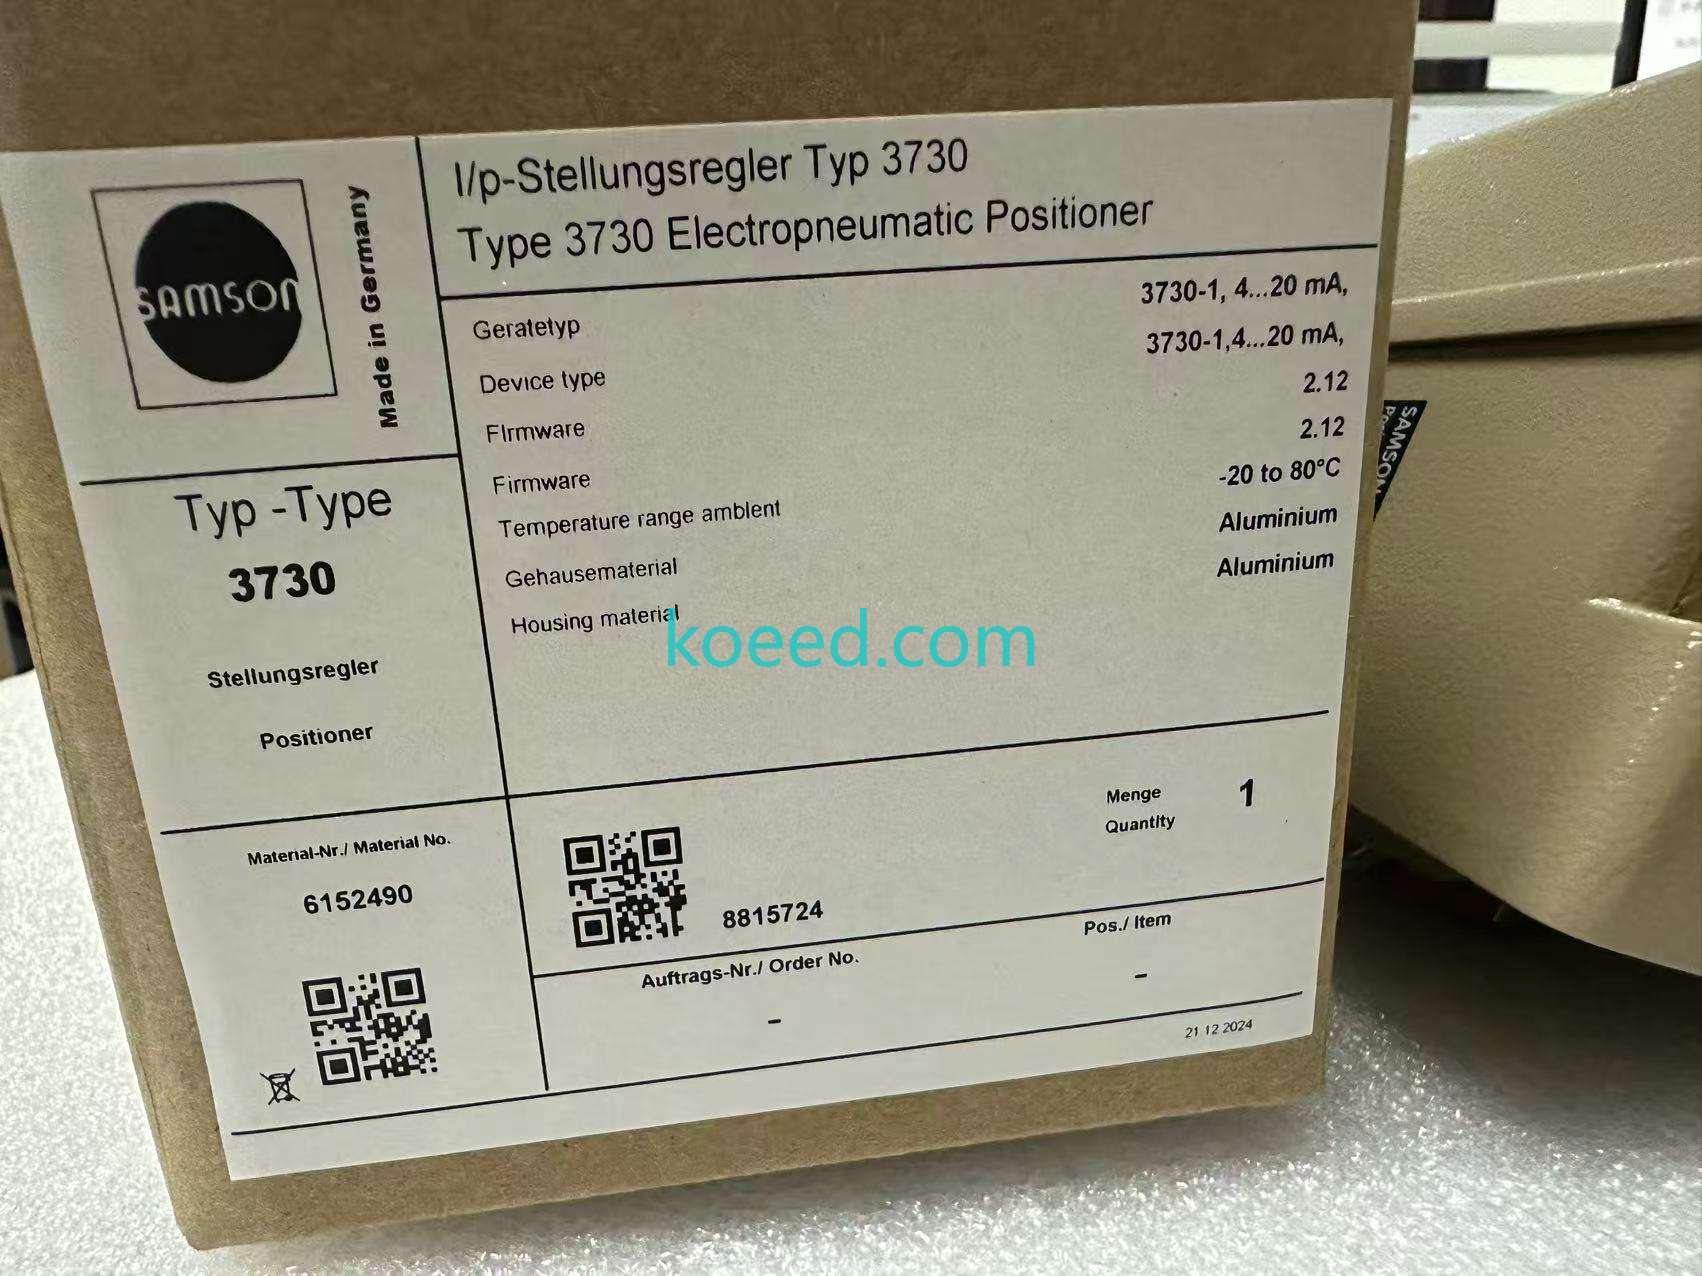 SAMSON
Made in Germany
I/p-Stellungsregler Typ 3730
Type 3730 Electropneumatic Positioner
Geratetyp 3730-1, 4...20 mA,
Device type 3730-1,4...20 mA,
FIrmware 2.12
Firmware 2.12
Temperature range amblent -20 to 80°C
Gehausematerial Aluminium
Housing material Aluminium
Typ -Type
3730
Stellungsregler
Positioner
koeed.com
Material-Nr./ Material No.
6152490
8815724
Menge
Quantity
1
Auftrags-Nr./ Order No.
-
Pos./ Item
-
21 12 2024
SAMSON